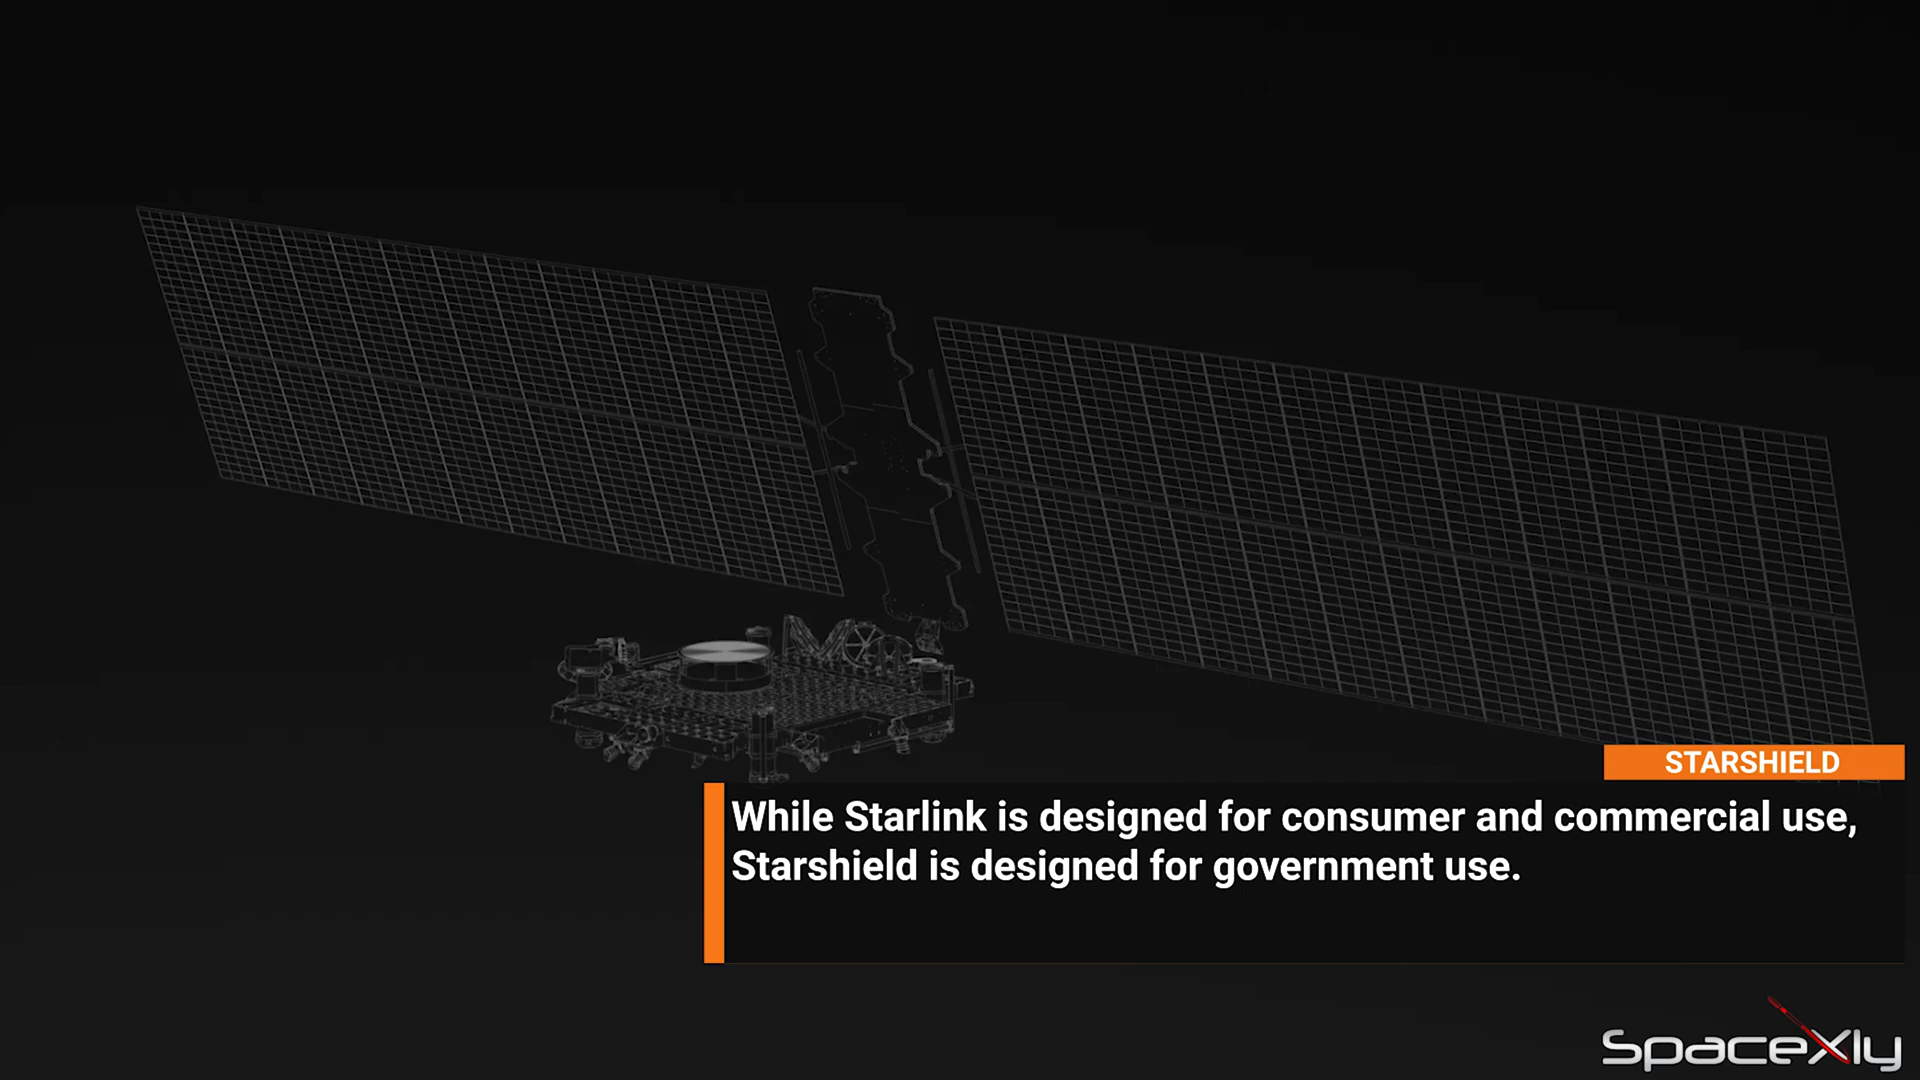 STARSHIELD
While Starlink is designed for consumer and commercial use,
Starshield is designed for government use.
SpaceXly